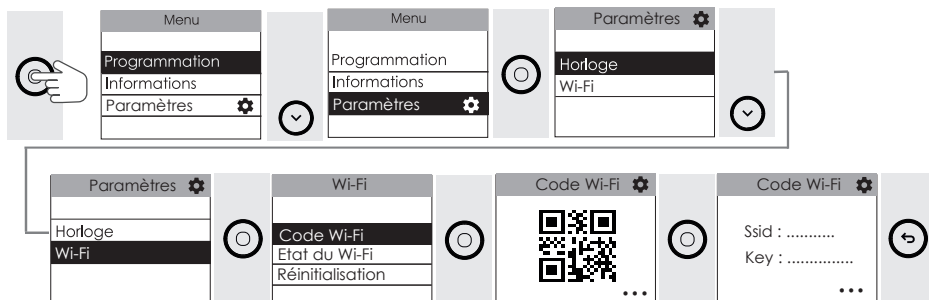 Menu
Programmation
Informations
Paramètres
Menu
Programmation
Informations
Paramètres
Paramètres
Horloge
Wi-Fi
Paramètres
Horloge
Wi-Fi
Wi-Fi
Code Wi-Fi
Etat du Wi-Fi
Réinitialisation
Code Wi-Fi
...
Code Wi-Fi
Ssid : ...........
Key : ...............
...